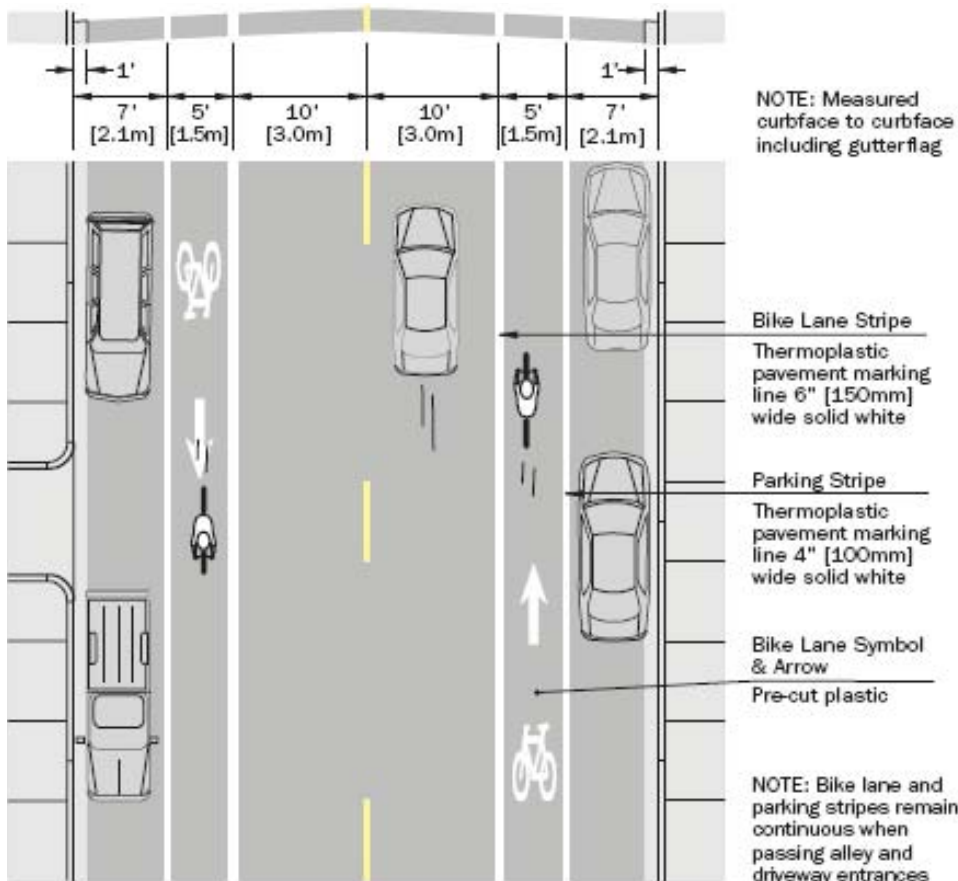 1' 1'
7' 5' 10' 10' 5' 7'
[2.1m] [1.5m] [3.0m] [3.0m] [1.5m] [2.1m]
NOTE: Measured
curbface to curbface
including gutterflag
Bike Lane Stripe
Thermoplastic
pavement marking
line 6" [150mm]
wide solid white
Parking Stripe
Thermoplastic
pavement marking
line 4" [100mm]
wide solid white
Bike Lane Symbol
& Arrow
Pre-cut plastic
NOTE: Bike lane and
parking stripes remain
continuous when
passing alley and
driveway entrances